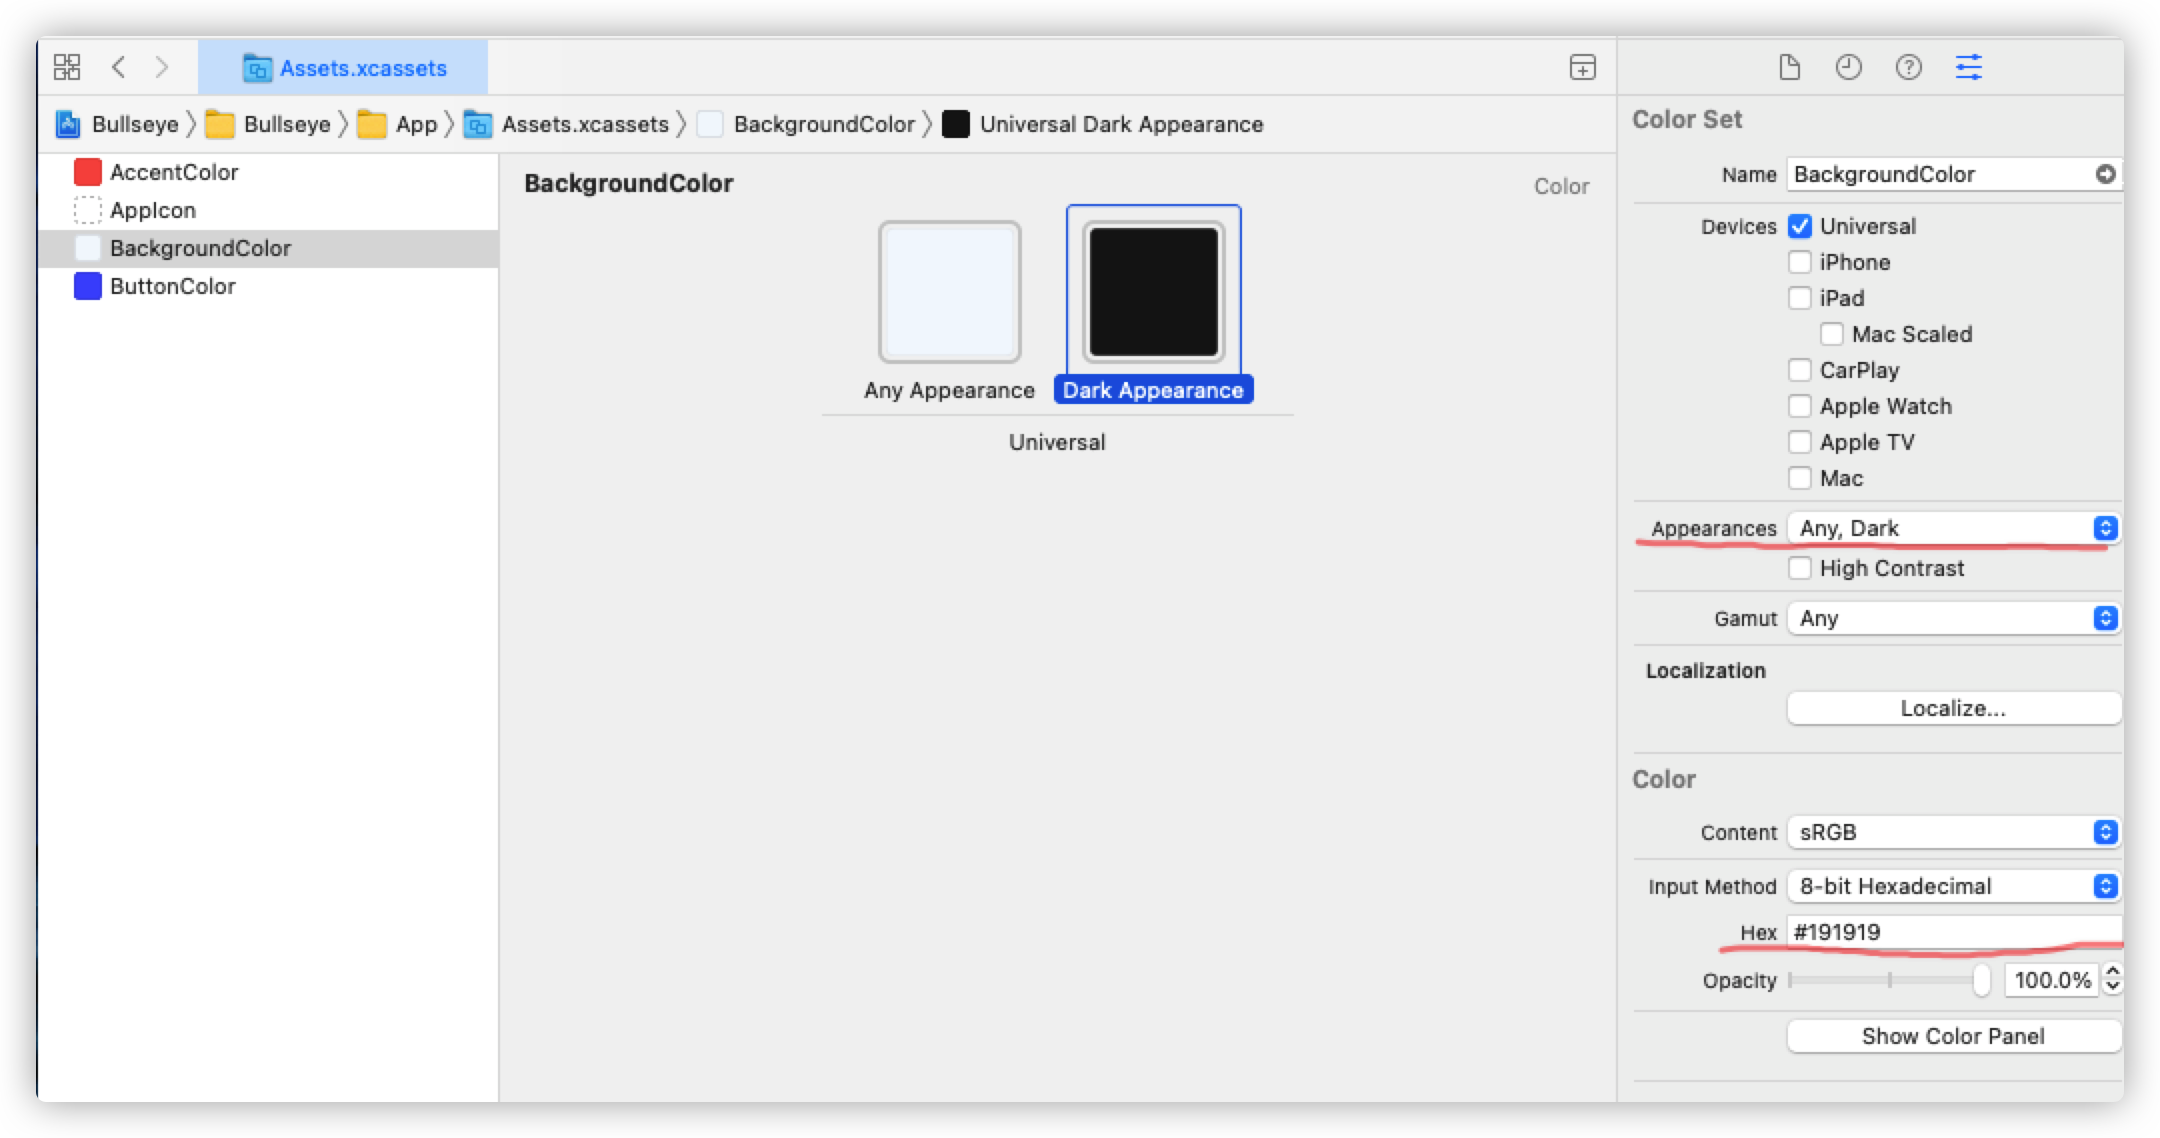 Assets.xcassets
Bullseye
Bullseye
App
Assets.xcassets
BackgroundColor
Universal Dark Appearance
AccentColor
AppIcon
BackgroundColor
ButtonColor
BackgroundColor
Color
Any Appearance
Dark Appearance
Universal
Color Set
Name BackgroundColor
Devices Universal
iPhone
iPad
Mac Scaled
CarPlay
Apple Watch
Apple TV
Mac
Appearances Any, Dark
High Contrast
Gamut Any
Localization
Localize...
Color
Content sRGB
Input Method 8-bit Hexadecimal
Hex #191919
Opacity 100.0%
Show Color Panel